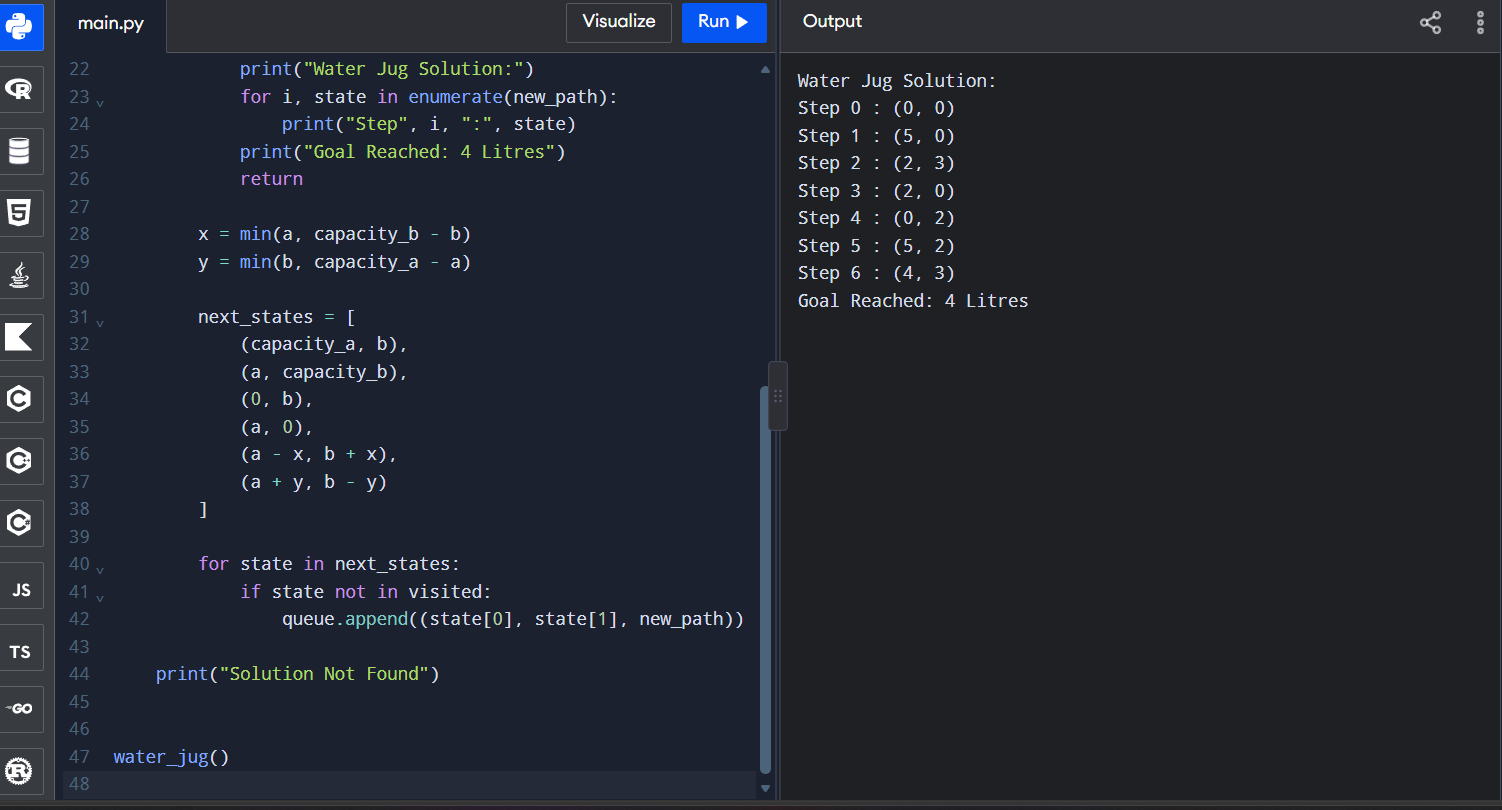 main.py
Visualize
Run
Output
22 print("Water Jug Solution:")
23 for i, state in enumerate(new_path):
24 print("Step", i, ":", state)
25 print("Goal Reached: 4 Litres")
26 return
27
28 x = min(a, capacity_b - b)
29 y = min(b, capacity_a - a)
30
31 next_states = [
32 (capacity_a, b),
33 (a, capacity_b),
34 (0, b),
35 (a, 0),
36 (a - x, b + x),
37 (a + y, b - y)
38 ]
39
40 for state in next_states:
41 if state not in visited:
42 queue.append((state[0], state[1], new_path))
43
44 print("Solution Not Found")
45
46
47 water_jug()
48
Water Jug Solution:
Step 0 : (0, 0)
Step 1 : (5, 0)
Step 2 : (2, 3)
Step 3 : (2, 0)
Step 4 : (0, 2)
Step 5 : (5, 2)
Step 6 : (4, 3)
Goal Reached: 4 Litres
R
5
C
C+
C#
JS
TS
GO
R